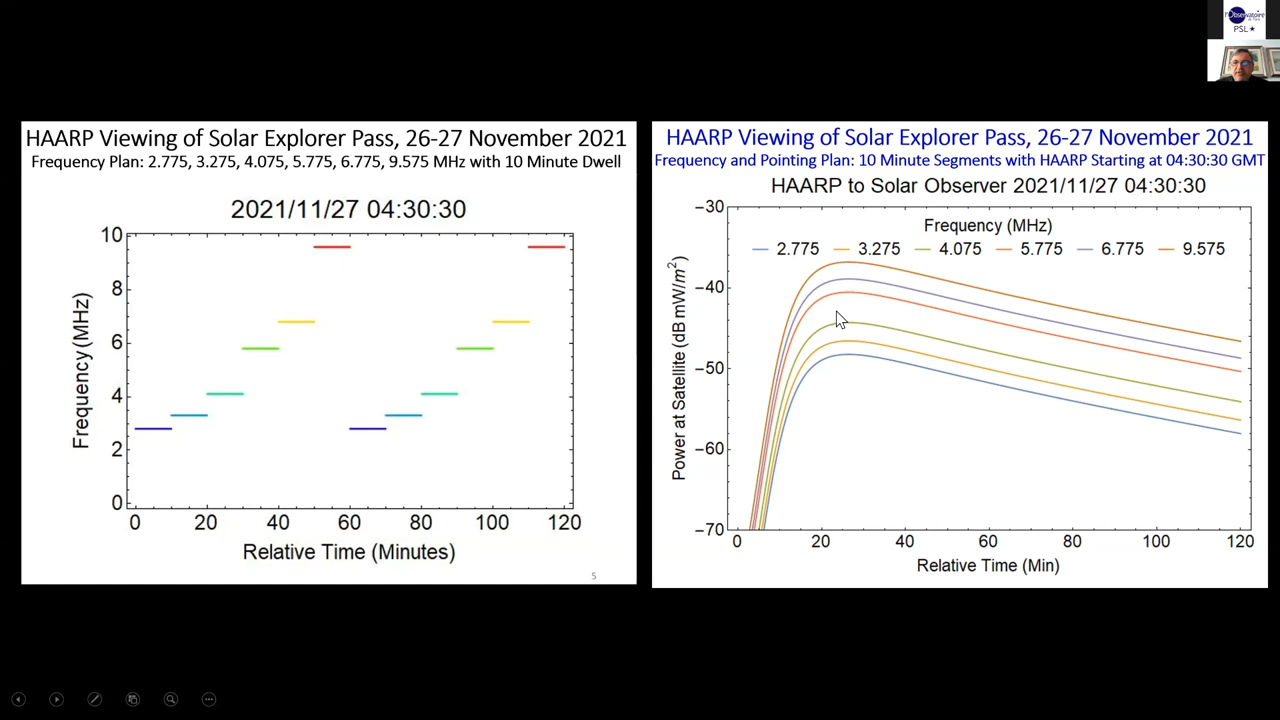 l'Observatoire
PSL★
HAARP Viewing of Solar Explorer Pass, 26-27 November 2021
Frequency Plan: 2.775, 3.275, 4.075, 5.775, 6.775, 9.575 MHz with 10 Minute Dwell
2021/11/27 04:30:30
Frequency (MHz)
10
8
6
4
2
0
0 20 40 60 80 100 120
Relative Time (Minutes)
5
HAARP Viewing of Solar Explorer Pass, 26-27 November 2021
Frequency and Pointing Plan: 10 Minute Segments with HAARP Starting at 04:30:30 GMT
HAARP to Solar Observer 2021/11/27 04:30:30
Frequency (MHz)
2.775 3.275 4.075 5.775 6.775 9.575
Power at Satellite (dB mW/m²)
−30
−40
−50
−60
−70
0 20 40 60 80 100 120
Relative Time (Min)